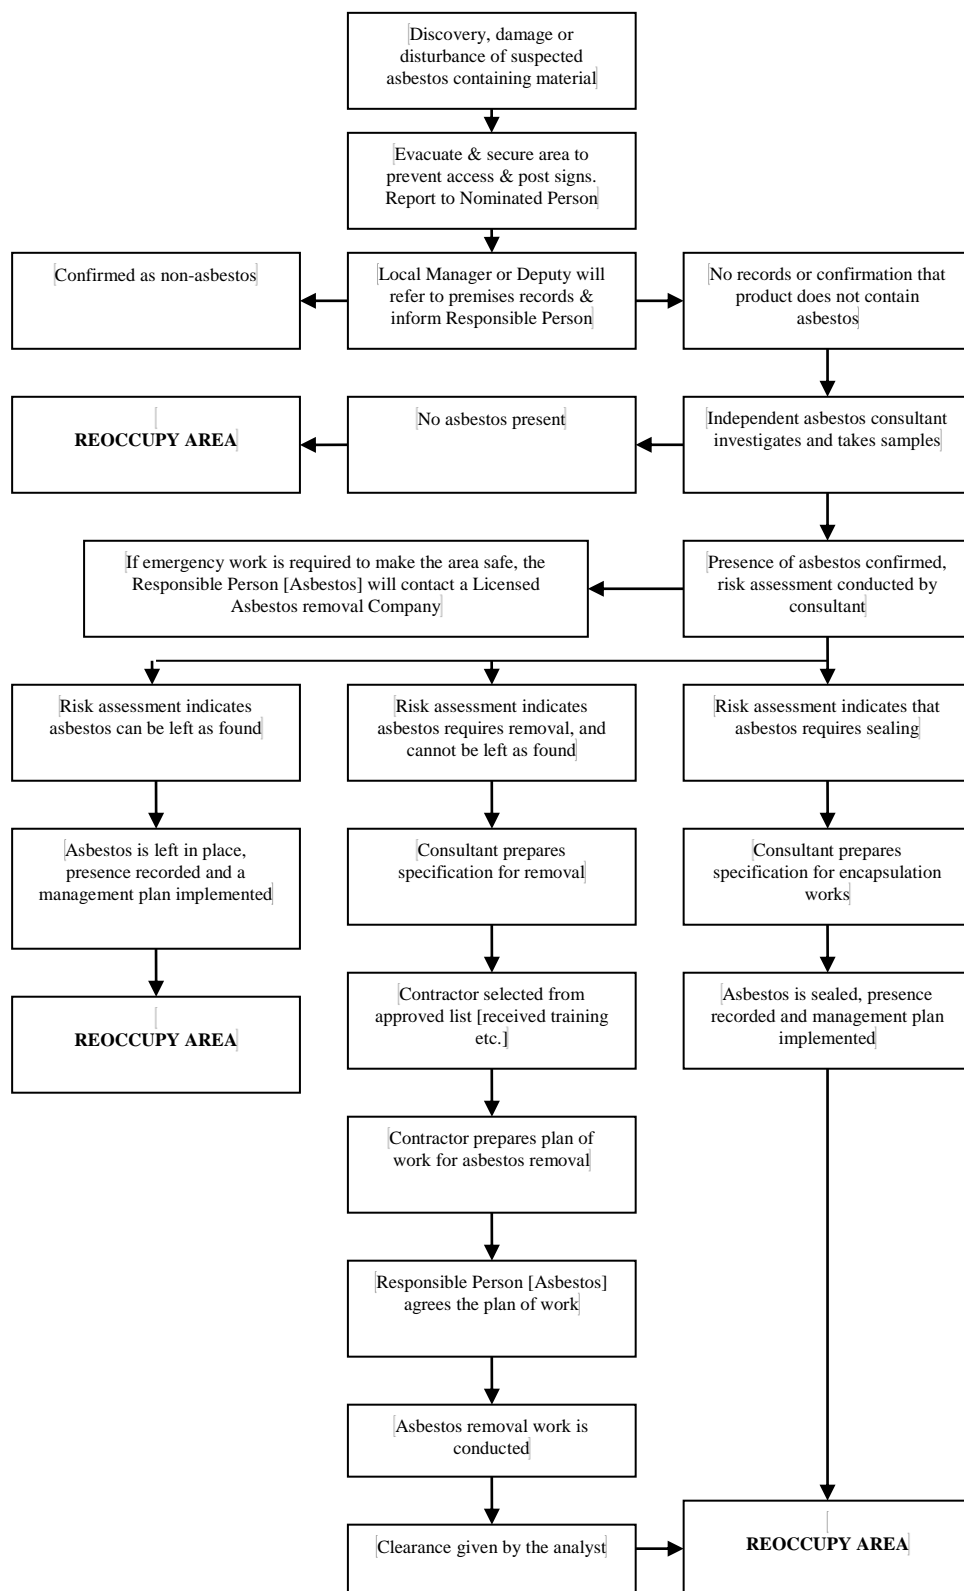 Discovery, damage or
disturbance of suspected
asbestos containing material
Evacuate & secure area to
prevent access & post signs.
Report to Nominated Person
Confirmed as non-asbestos
Local Manager or Deputy will
refer to premises records &
inform Responsible Person
No records or confirmation that
product does not contain
asbestos
REOCCUPY AREA
No asbestos present
Independent asbestos consultant
investigates and takes samples
If emergency work is required to make the area safe, the
Responsible Person [Asbestos] will contact a Licensed
Asbestos removal Company
Presence of asbestos confirmed,
risk assessment conducted by
consultant
Risk assessment indicates
asbestos can be left as found
Risk assessment indicates
asbestos requires removal, and
cannot be left as found
Risk assessment indicates that
asbestos requires sealing
Asbestos is left in place,
presence recorded and a
management plan implemented
Consultant prepares
specification for removal
Consultant prepares
specification for encapsulation
works
REOCCUPY AREA
Contractor selected from
approved list [received training
etc.]
Asbestos is sealed, presence
recorded and management plan
implemented
Contractor prepares plan of
work for asbestos removal
Responsible Person [Asbestos]
agrees the plan of work
Asbestos removal work is
conducted
Clearance given by the analyst
REOCCUPY AREA